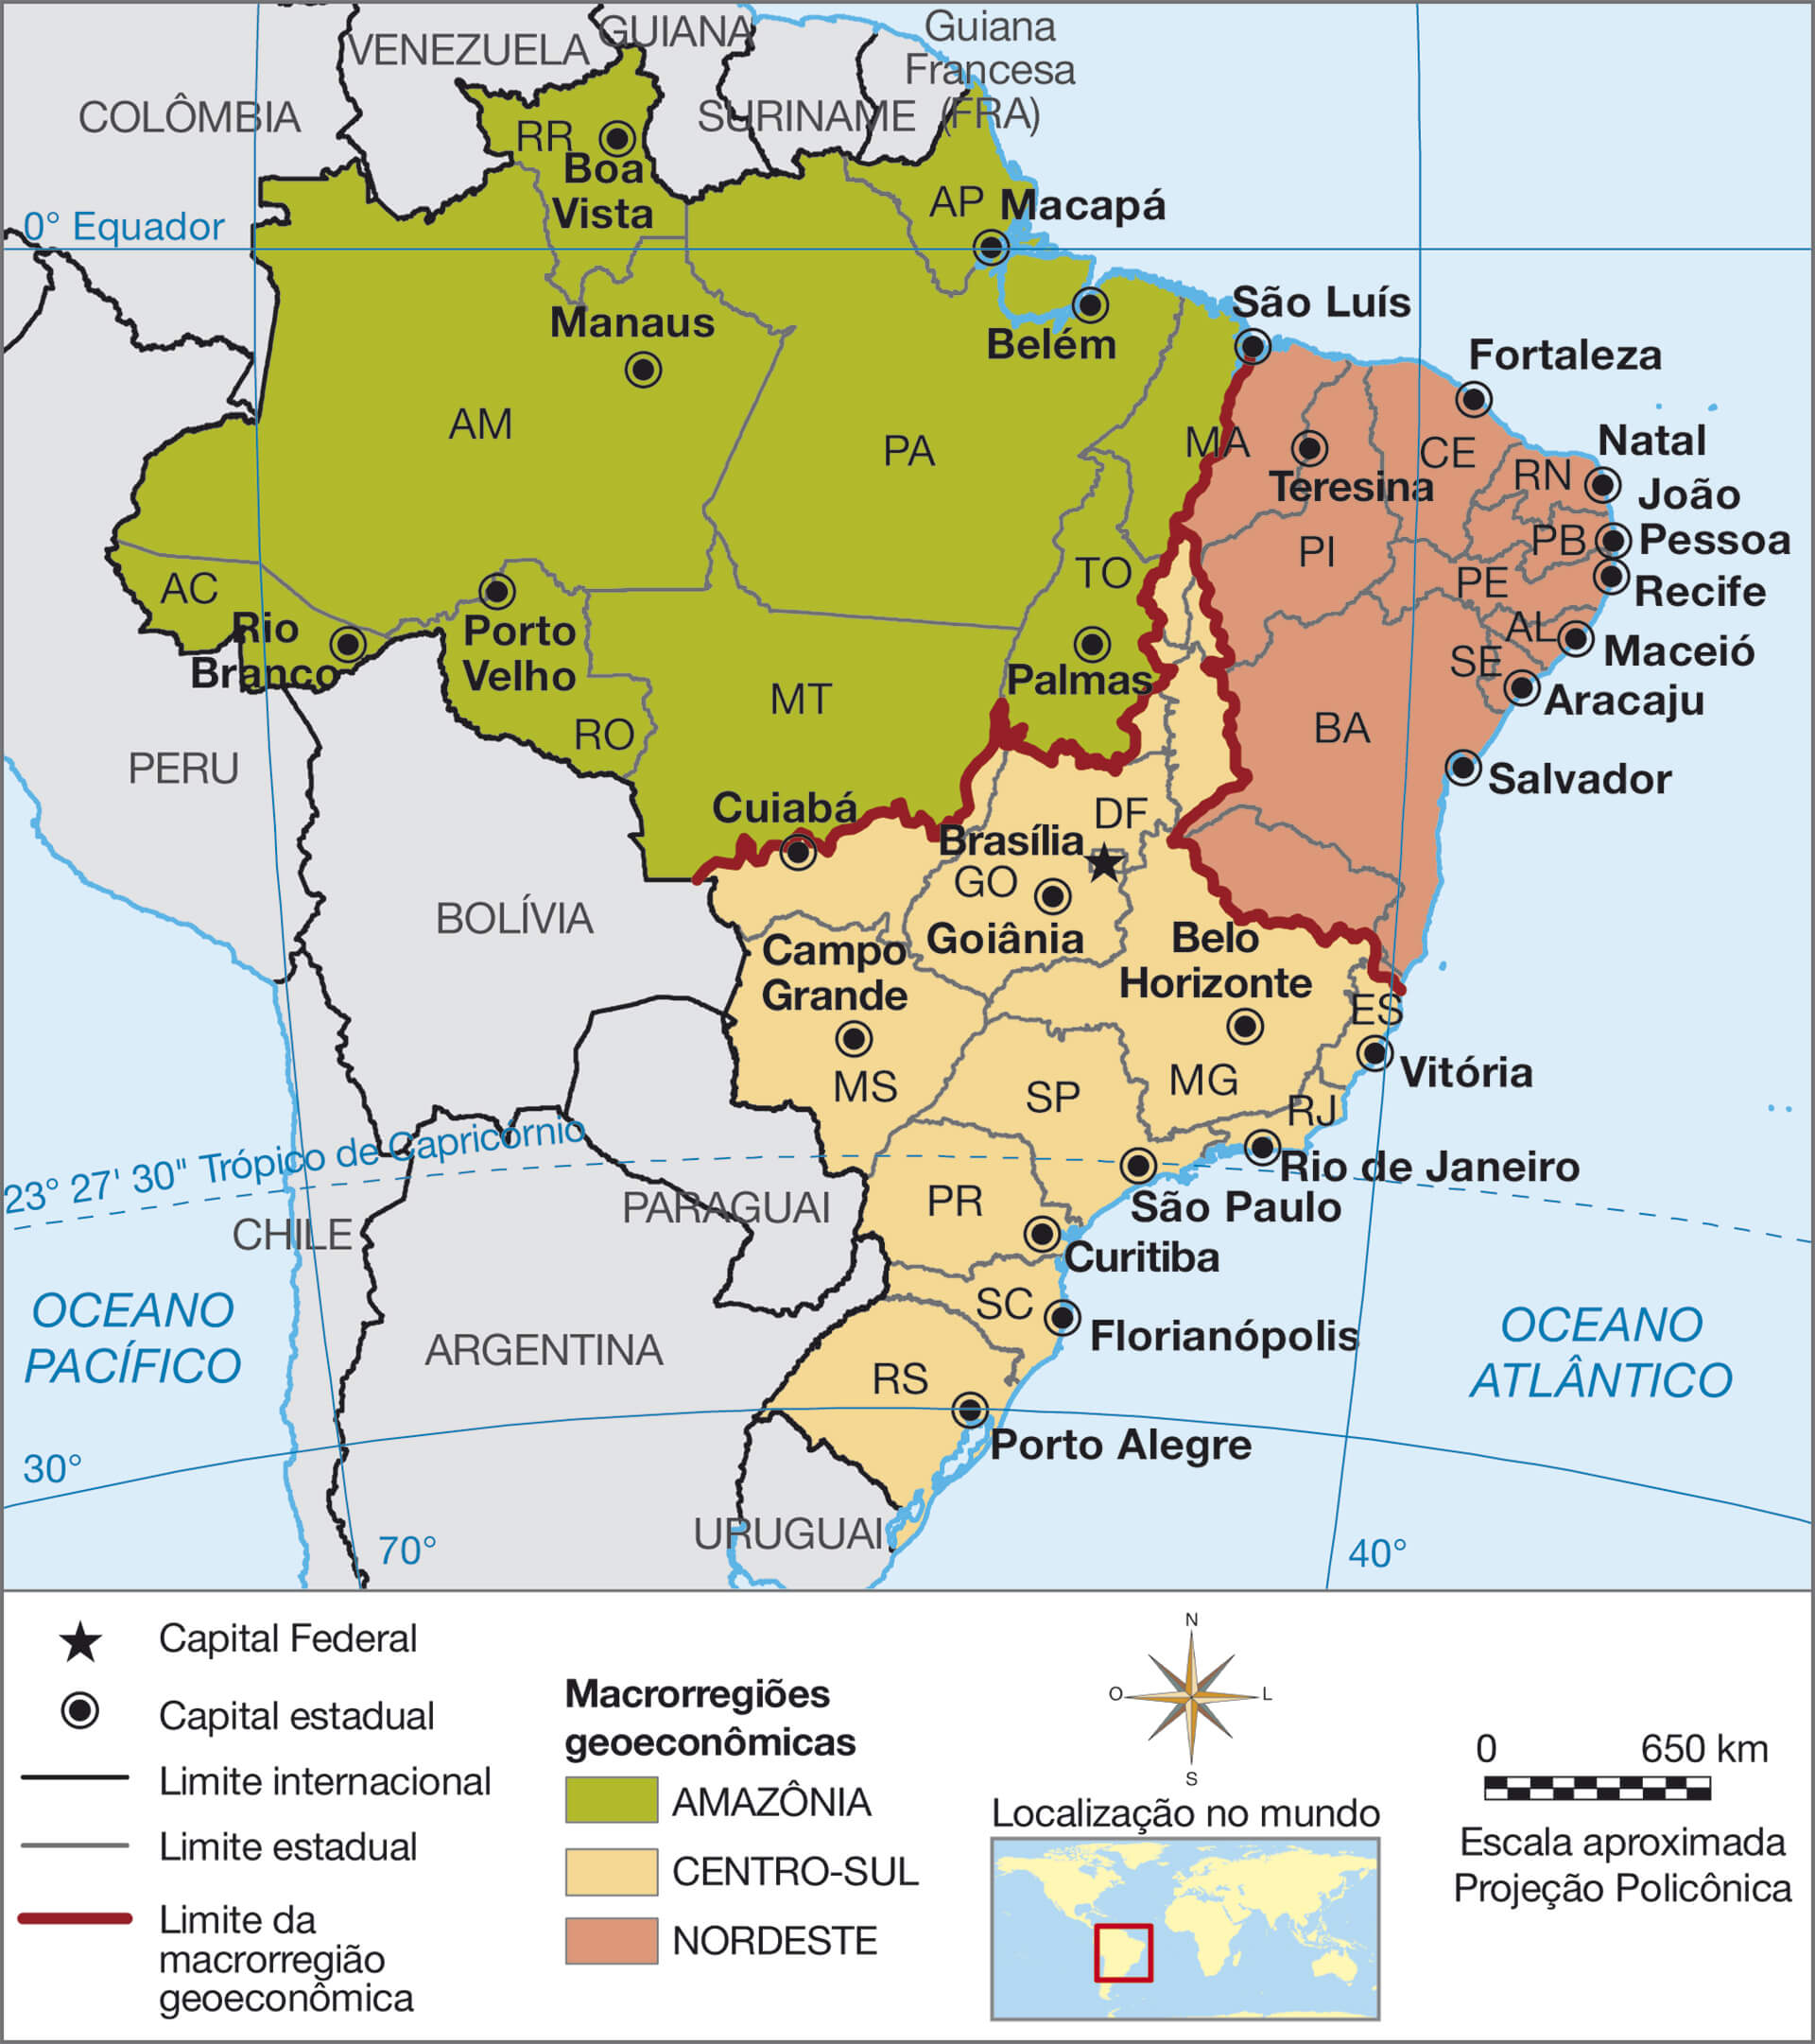 VENEZUELA
GUIANA
Guiana
Francesa
(FRA)
COLÔMBIA
SURINAME
RR
Boa
Vista
AP
Macapá
0° Equador
São Luís
Manaus
Belém
Fortaleza
AM
PA
MA
CE
Natal
RN
João
Pessoa
Teresina
PB
PI
TO
AC
PE
Recife
Rio
Branco
Porto
Velho
AL
Maceió
SE
Palmas
Aracaju
MT
RO
BA
PERU
Salvador
Cuiabá
DF
Brasília
GO
Goiânia
BOLÍVIA
Campo
Grande
Belo
Horizonte
ES
Vitória
MS
SP
MG
RJ
23° 27' 30" Trópico de Capricórnio
Rio de Janeiro
São Paulo
PARAGUAI
PR
CHILE
Curitiba
SC
OCEANO
PACÍFICO
Florianópolis
OCEANO
ATLÂNTICO
ARGENTINA
RS
Porto Alegre
30°
URUGUAI
70°
40°
Capital Federal
Capital estadual
Limite internacional
Limite estadual
Limite da
macrorregião
geoeconômica
Macrorregiões
geoeconômicas
AMAZÔNIA
CENTRO-SUL
NORDESTE
N
O
L
S
Localização no mundo
0 650 km
Escala aproximada
Projeção Policônica